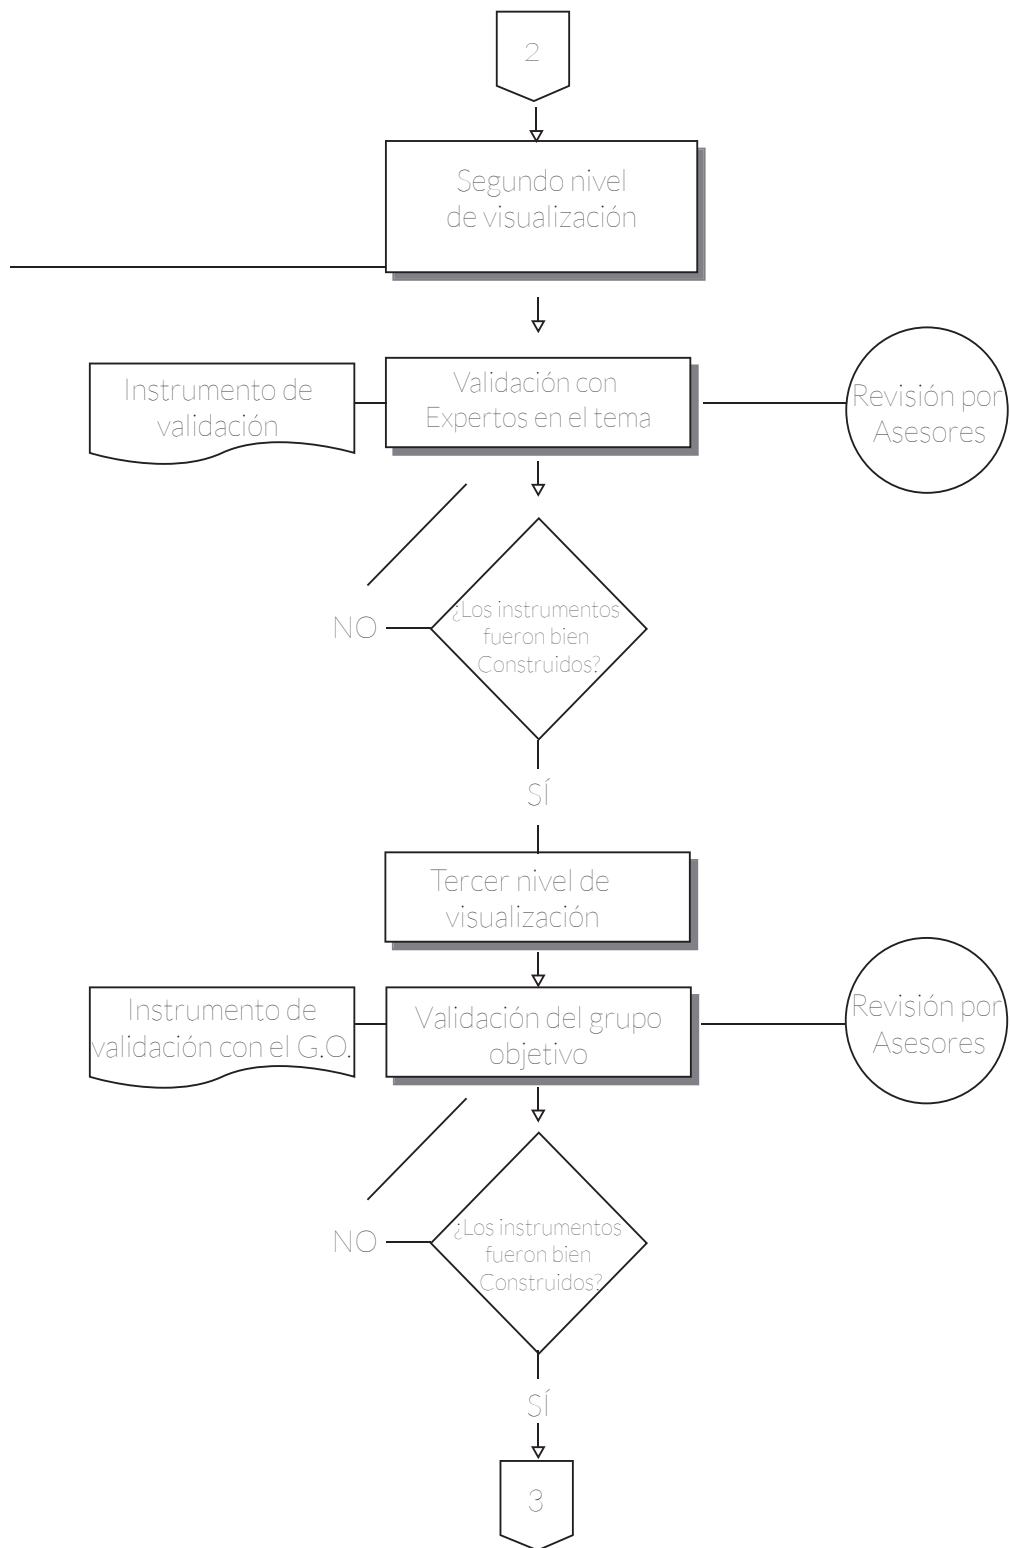 2
Segundo nivel
de visualización
Instrumento de
validación
Validación con
Expertos en el tema
Revisión por
Asesores
¿Los instrumentos
fueron bien
Construidos?
NO
SÍ
Tercer nivel de
visualización
Instrumento de
validación con el G.O.
Validación del grupo
objetivo
Revisión por
Asesores
¿Los instrumentos
fueron bien
Construidos?
NO
SÍ
3